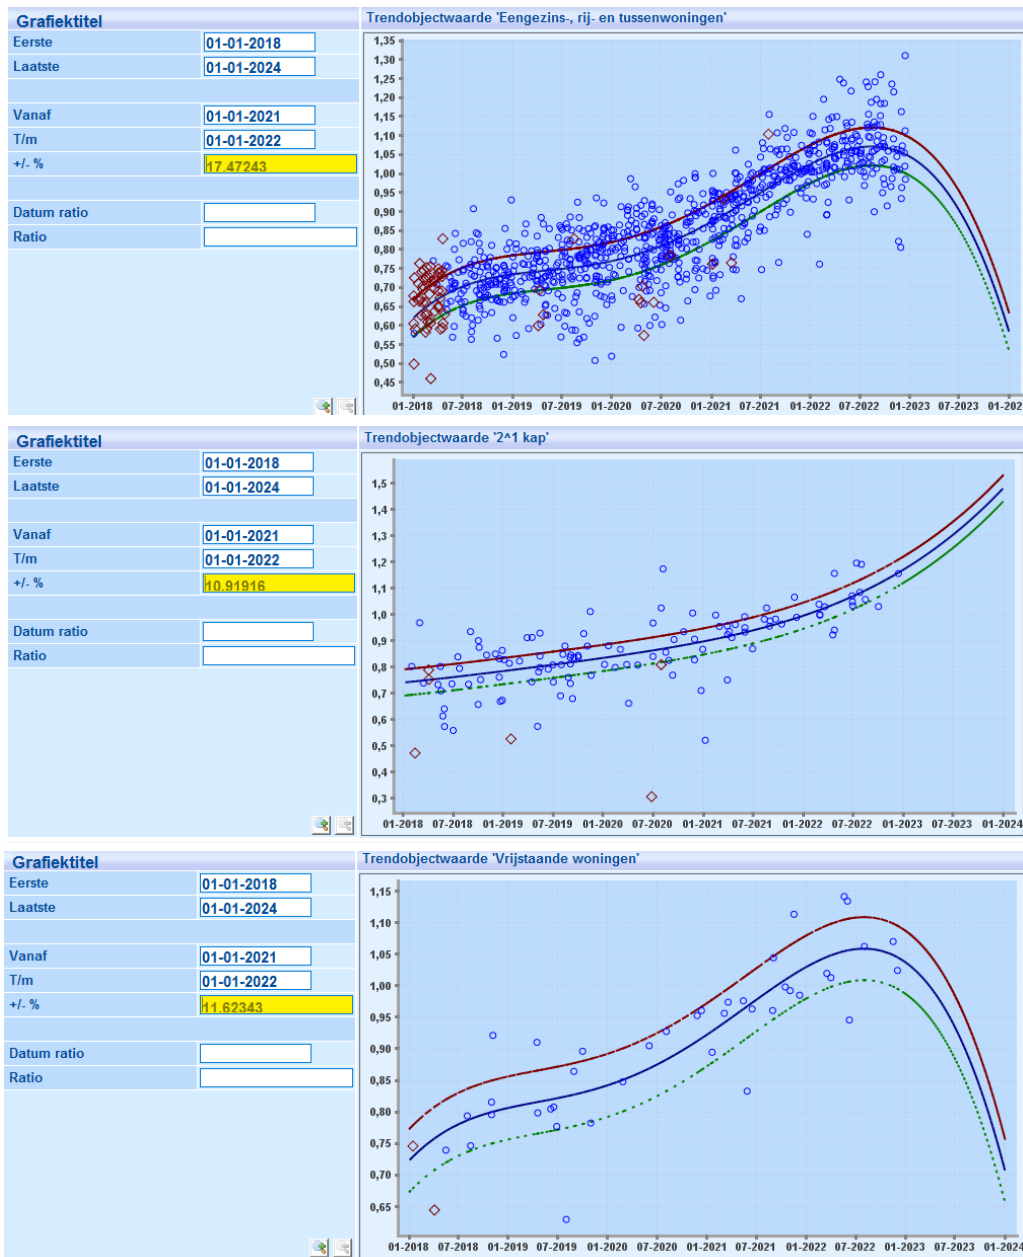 Grafiektitel
Eerste 01-01-2018
Laatste 01-01-2024
Vanaf 01-01-2021
T/m 01-01-2022
+/- % 17.47243
Datum ratio
Ratio
Trendobjectwaarde 'Eengezins-, rij- en tussenwoningen'
1,35
1,30
1,25
1,20
1,15
1,10
1,05
1,00
0,95
0,90
0,85
0,80
0,75
0,70
0,65
0,60
0,55
0,50
0,45
01-2018 07-2018 01-2019 07-2019 01-2020 07-2020 01-2021 07-2021 01-2022 07-2022 01-2023 07-2023 01-202
Grafiektitel
Eerste 01-01-2018
Laatste 01-01-2024
Vanaf 01-01-2021
T/m 01-01-2022
+/- % 10.91916
Datum ratio
Ratio
Trendobjectwaarde '2^1 kap'
1,5
1,4
1,3
1,2
1,1
1,0
0,9
0,8
0,7
0,6
0,5
0,4
0,3
01-2018 07-2018 01-2019 07-2019 01-2020 07-2020 01-2021 07-2021 01-2022 07-2022 01-2023 07-2023 01-2024
Grafiektitel
Eerste 01-01-2018
Laatste 01-01-2024
Vanaf 01-01-2021
T/m 01-01-2022
+/- % 11.62343
Datum ratio
Ratio
Trendobjectwaarde 'Vrijstaande woningen'
1,15
1,10
1,05
1,00
0,95
0,90
0,85
0,80
0,75
0,70
0,65
01-2018 07-2018 01-2019 07-2019 01-2020 07-2020 01-2021 07-2021 01-2022 07-2022 01-2023 07-2023 01-2024